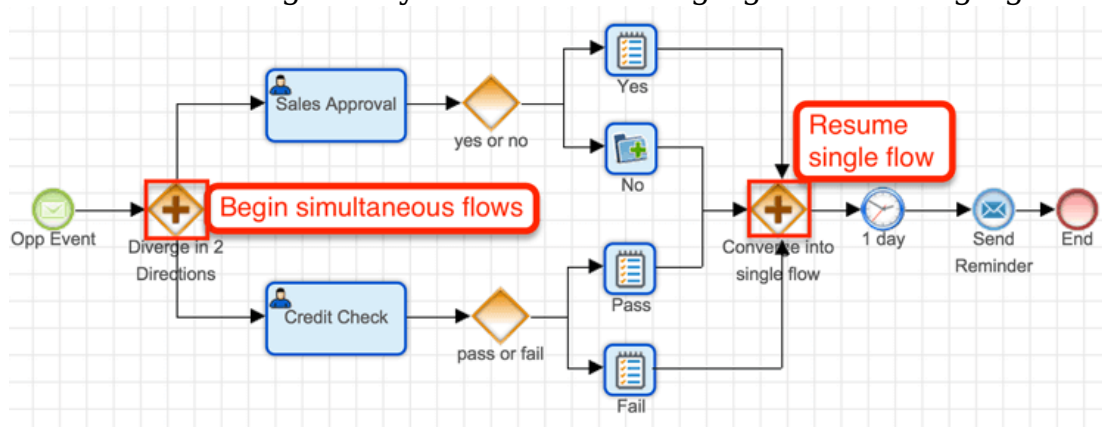 Sales Approval
yes or no
Yes
No
Resume
single flow
Opp Event
Begin simultaneous flows
Diverge in 2
Directions
Converge into
single flow
1 day
Send
Reminder
End
Credit Check
pass or fail
Pass
Fail